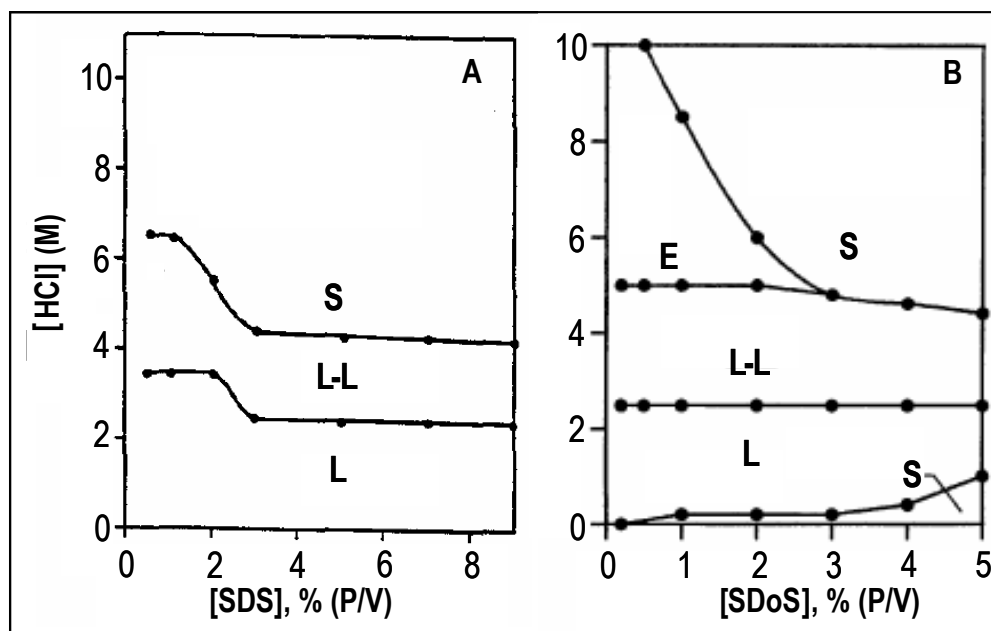 A
[HCl] (M)
10
8
6
4
2
0
S
L-L
L
0 2 4 6 8
[SDS], % (P/V)
B
10
8
6
4
2
0
E
S
L-L
L
S
0 1 2 3 4 5
[SDoS], % (P/V)